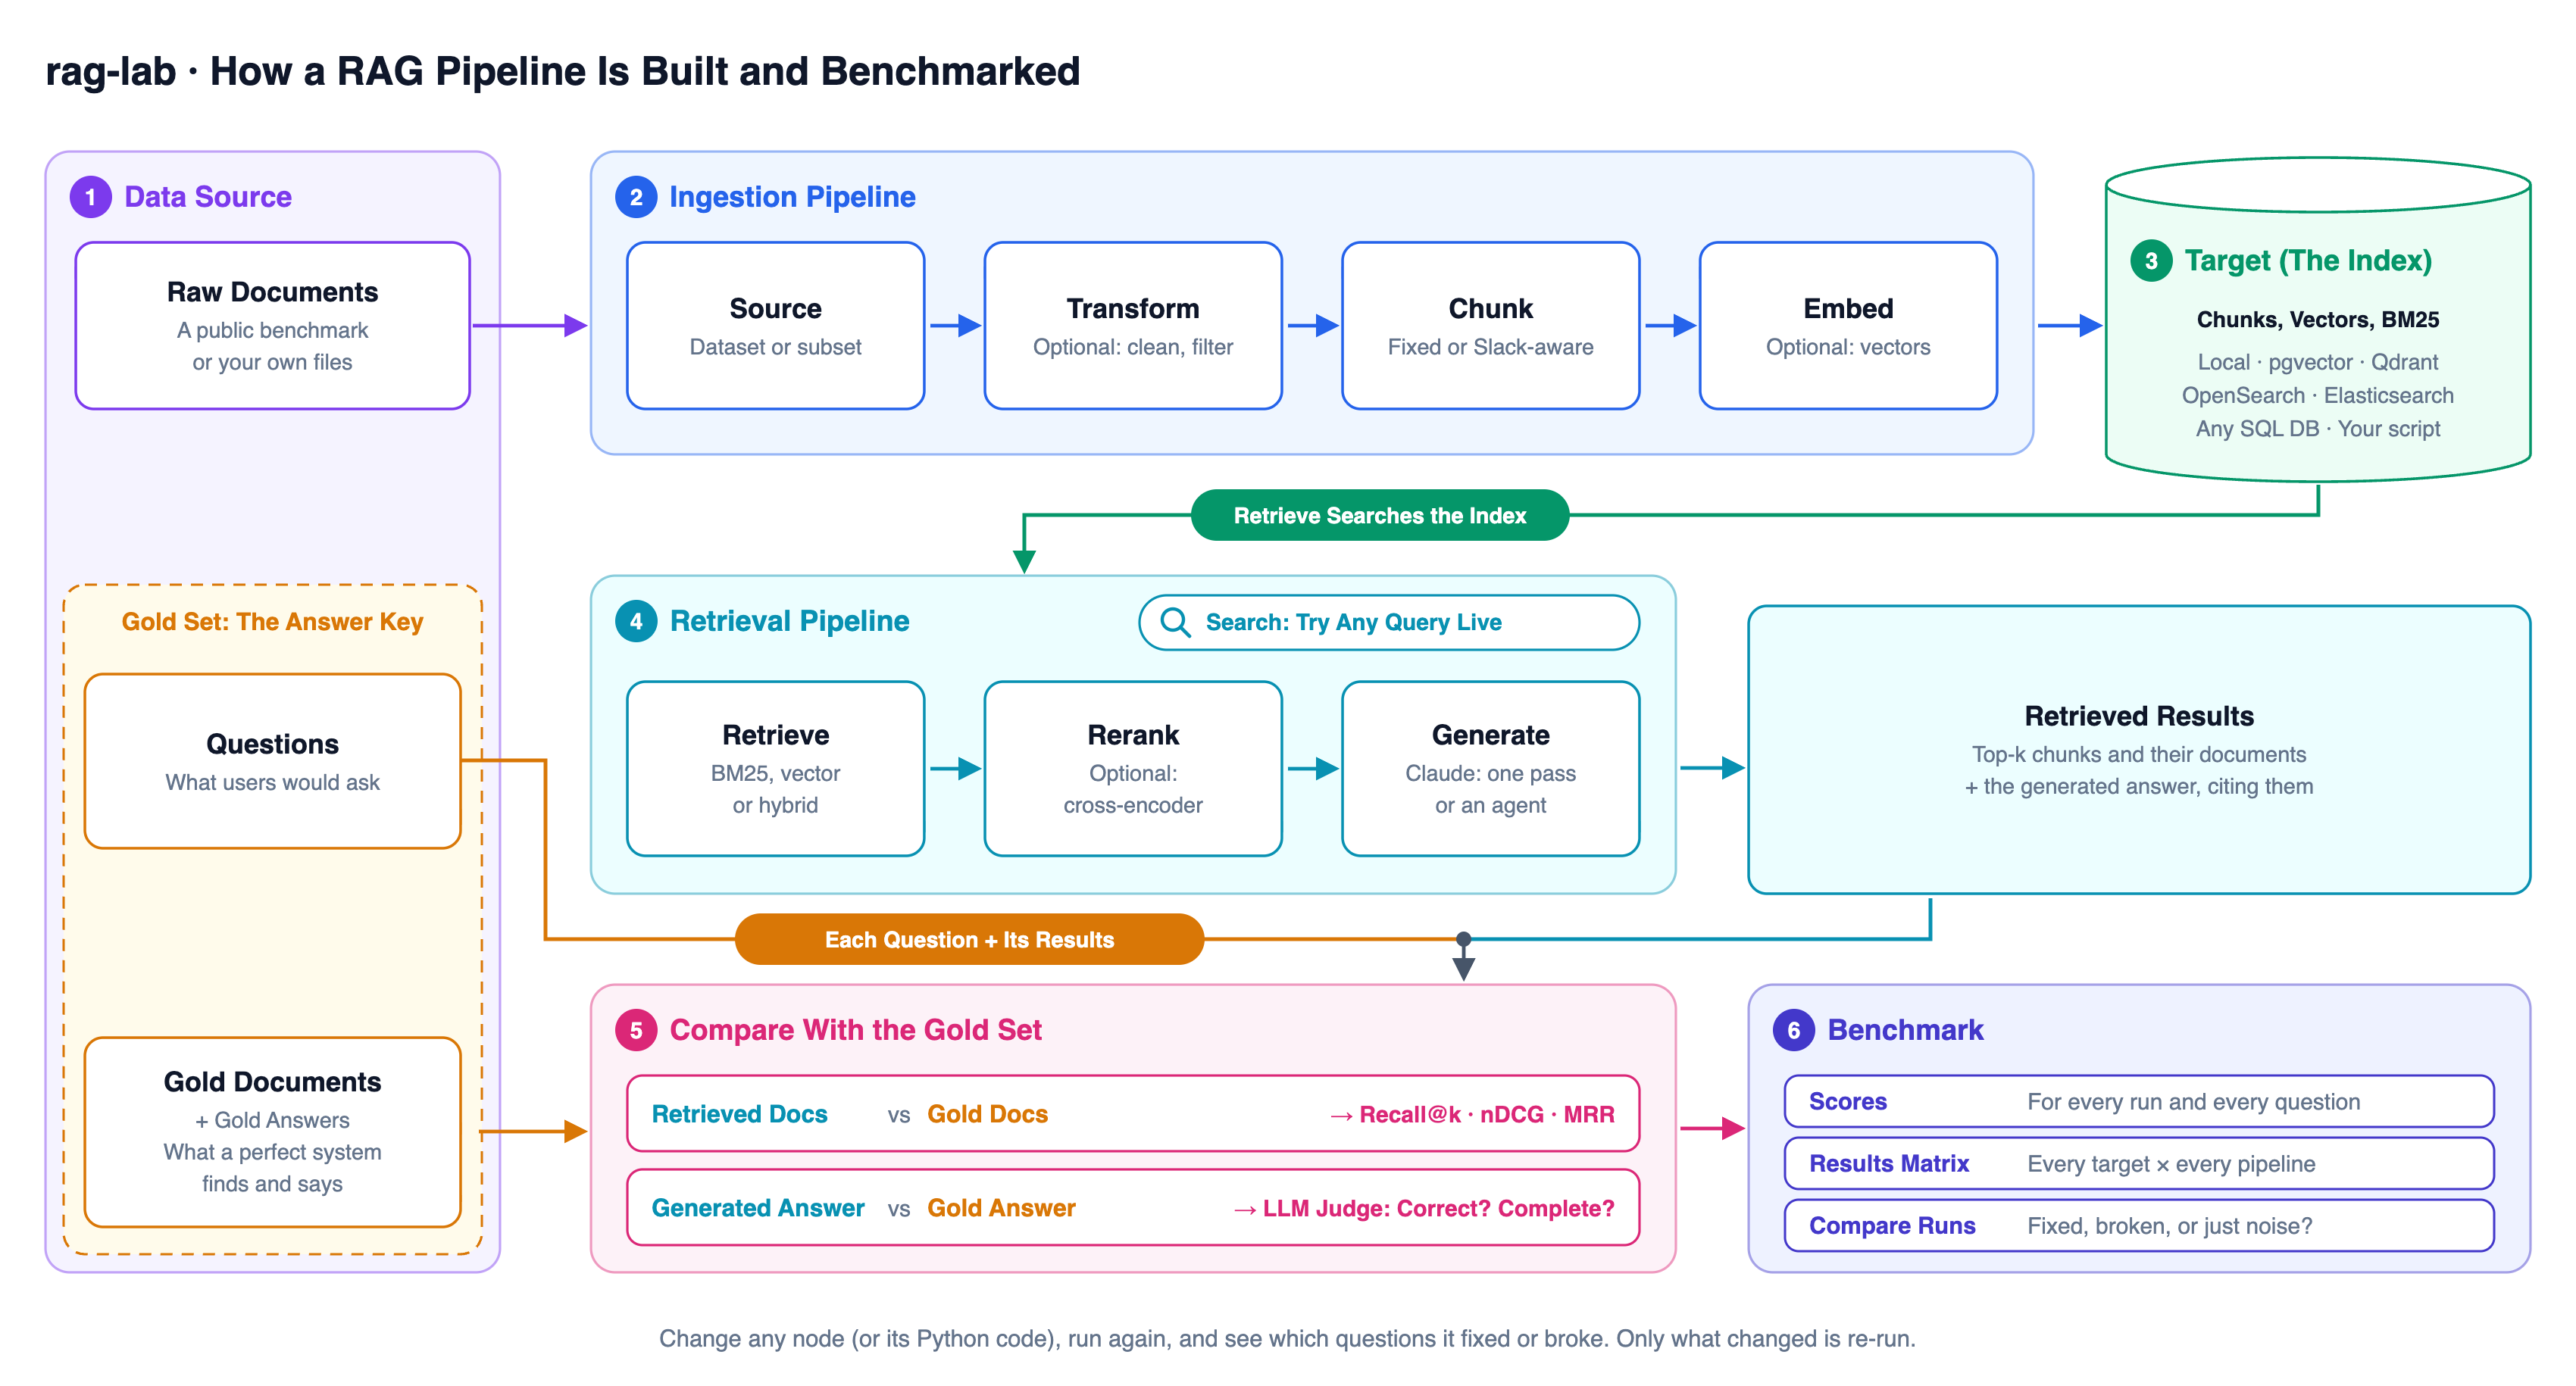 rag-lab · How a RAG Pipeline Is Built and Benchmarked
1 Data Source
Raw Documents
A public benchmark
or your own files
2 Ingestion Pipeline
Source
Dataset or subset
Transform
Optional: clean, filter
Chunk
Fixed or Slack-aware
Embed
Optional: vectors
3 Target (The Index)
Chunks, Vectors, BM25
Local · pgvector · Qdrant
OpenSearch · Elasticsearch
Any SQL DB · Your script
Retrieve Searches the Index
Gold Set: The Answer Key
Questions
What users would ask
Gold Documents
+ Gold Answers
What a perfect system
finds and says
4 Retrieval Pipeline
Search: Try Any Query Live
Retrieve
BM25, vector
or hybrid
Rerank
Optional:
cross-encoder
Generate
Claude: one pass
or an agent
Retrieved Results
Top-k chunks and their documents
+ the generated answer, citing them
Each Question + Its Results
5 Compare With the Gold Set
Retrieved Docs vs Gold Docs → Recall@k · nDCG · MRR
Generated Answer vs Gold Answer → LLM Judge: Correct? Complete?
6 Benchmark
Scores For every run and every question
Results Matrix Every target × every pipeline
Compare Runs Fixed, broken, or just noise?
Change any node (or its Python code), run again, and see which questions it fixed or broke. Only what changed is re-run.